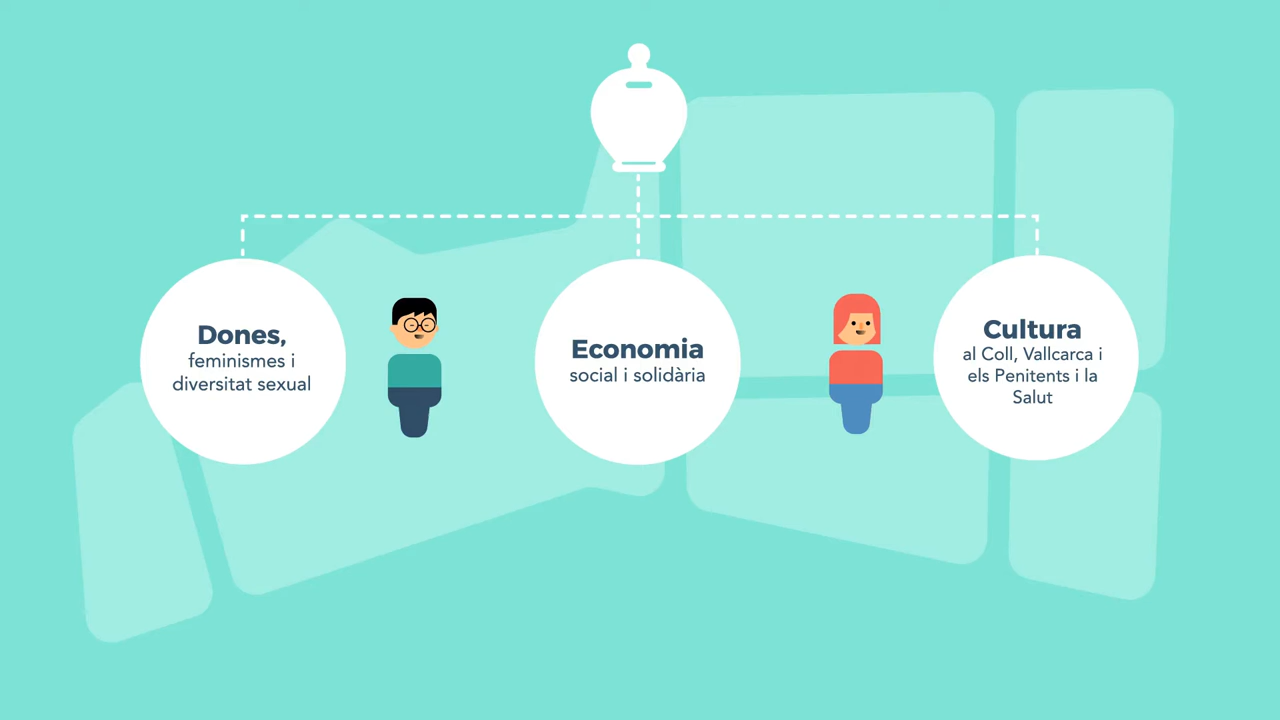 Dones,
feminismes i
diversitat sexual
Economia
social i solidària
Cultura
al Coll, Vallcarca i
els Penitents i la
Salut